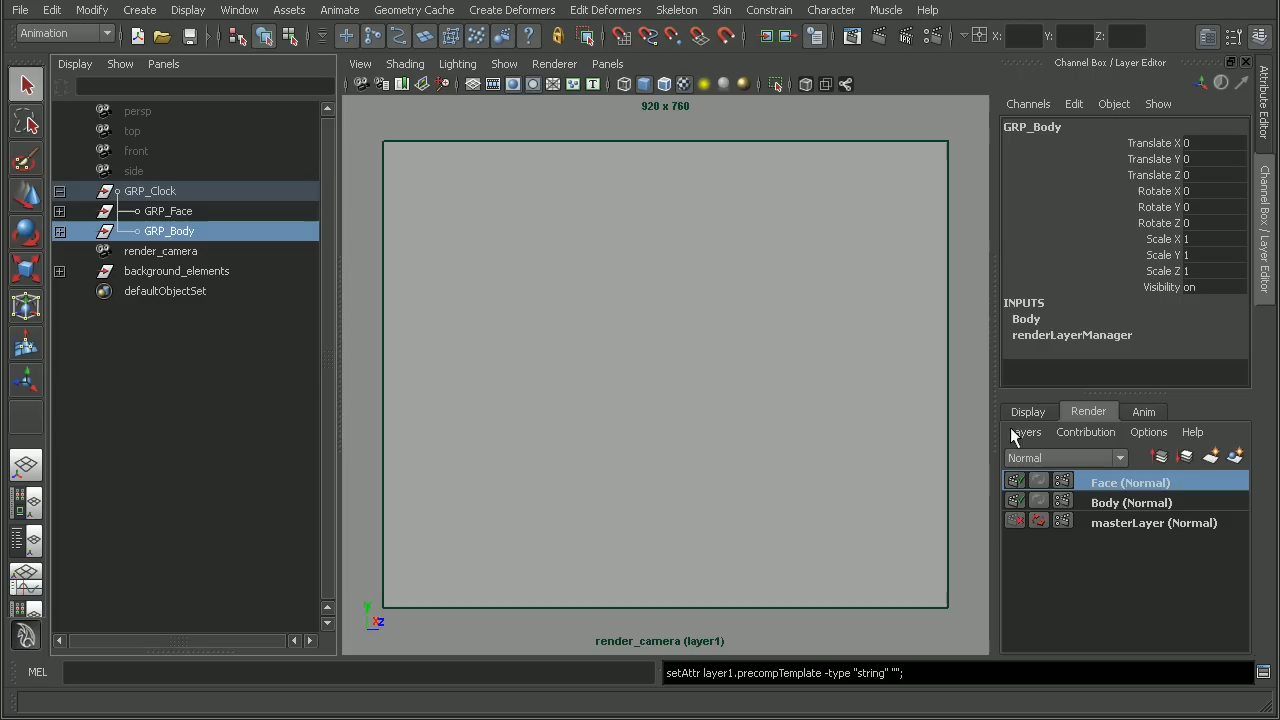 File Edit Modify Create Display Window Assets Animate Geometry Cache Create Deformers Edit Deformers Skeleton Skin Constrain Character Muscle Help
Animation X: Y: Z:
Display Show Panels
View Shading Lighting Show Renderer Panels
Channel Box / Layer Editor
Channels Edit Object Show
persp
top
front
side
GRP_Clock
GRP_Face
GRP_Body
render_camera
background_elements
defaultObjectSet
920 x 760
y
xz
render_camera (layer1)
GRP_Body
Translate X 0
Translate Y 0
Translate Z 0
Rotate X 0
Rotate Y 0
Rotate Z 0
Scale X 1
Scale Y 1
Scale Z 1
Visibility on
INPUTS
Body
renderLayerManager
Display Render Anim
Layers Contribution Options Help
Normal
Face (Normal)
Body (Normal)
masterLayer (Normal)
Attribute Editor
Channel Box / Layer Editor
MEL
setAttr layer1.precompTemplate -type "string" "";